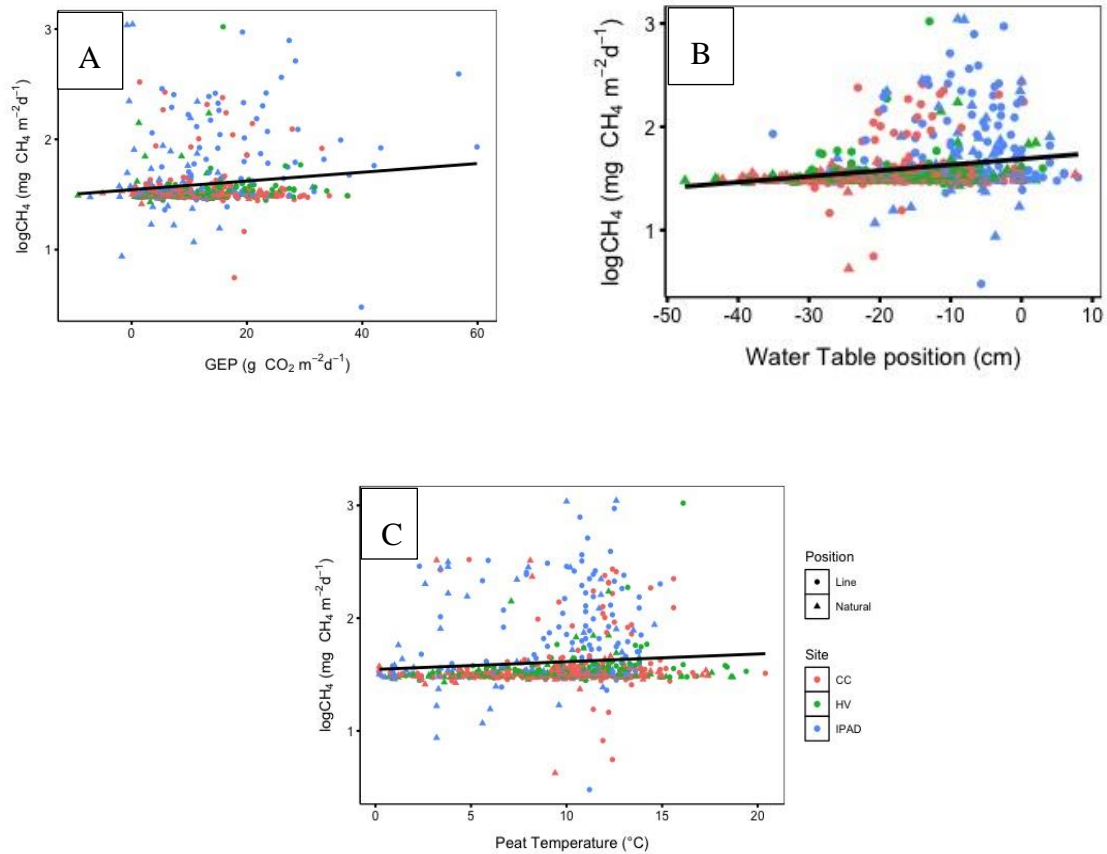 A
3
2
1
logCH₄ (mg CH₄ m⁻²d⁻¹)
0 20 40 60
GEP (g CO₂ m⁻²d⁻¹)
B
3
2
1
logCH₄ (mg CH₄ m⁻²d⁻¹)
-50 -40 -30 -20 -10 0 10
Water Table position (cm)
C
3
2
1
logCH₄ (mg CH₄ m⁻²d⁻¹)
0 5 10 15 20
Peat Temperature (°C)
Position
Line
Natural
Site
CC
HV
IPAD